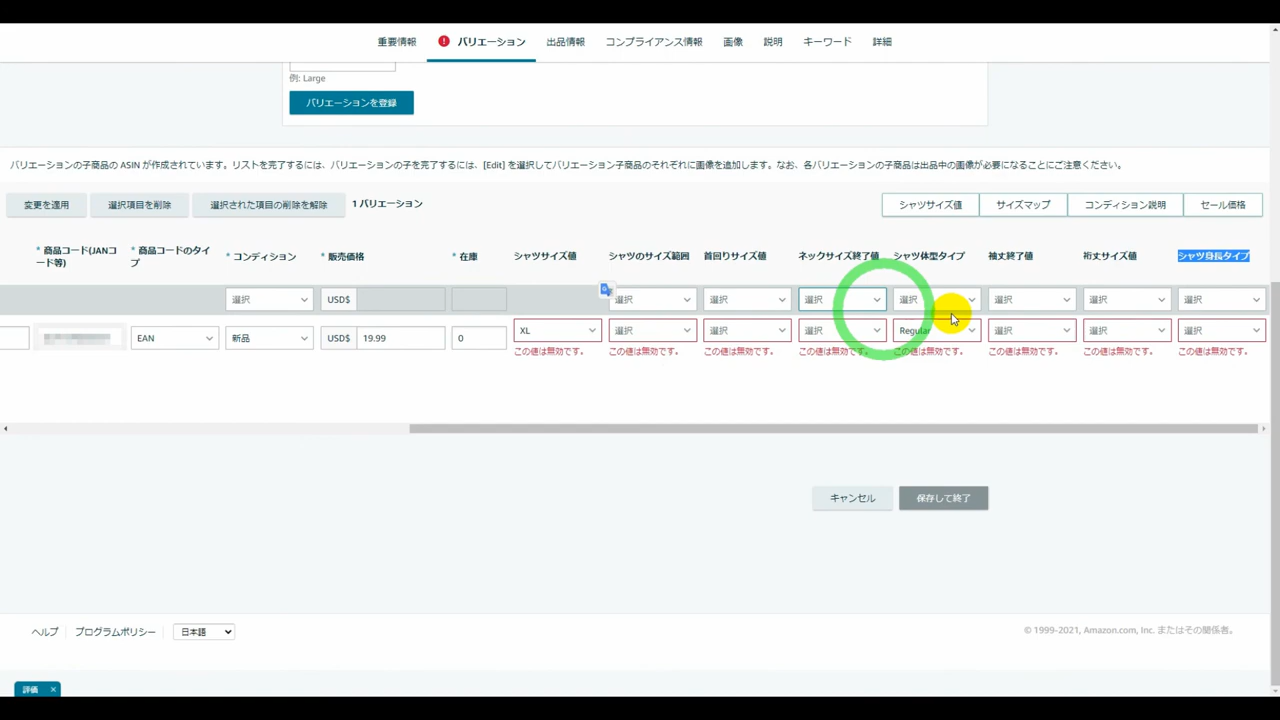 重要情報
バリエーション
出品情報
コンプライアンス情報
画像
説明
キーワード
詳細
例: Large
バリエーションを登録
バリエーションの子商品の ASIN が作成されています。リストを完了するには、バリエーションの子を完了するには、[Edit] を選択してバリエーション子商品のそれぞれに画像を追加します。なお、各バリエーションの子商品は出品中の画像が必要になることにご注意ください。
変更を適用
選択項目を削除
選択された項目の削除を解除
1 バリエーション
シャツサイズ値
サイズマップ
コンディション説明
セール価格
* 商品コード(JANコ
ード等)
* 商品コードのタイ
プ
* コンディション
* 販売価格
* 在庫
シャツサイズ値
シャツのサイズ範囲
首回りサイズ値
ネックサイズ終了値
シャツ体型タイプ
袖丈終了値
裄丈サイズ値
シャツ身長タイプ
選択
USD$
選択
選択
選択
選択
選択
選択
選択
EAN
新品
USD$
19.99
0
XL
選択
選択
選択
Regular
選択
選択
選択
この値は無効です。
この値は無効です。
この値は無効です。
この値は無効です。
この値は無効です。
この値は無効です。
この値は無効です。
この値は無効です。
キャンセル
保存して終了
ヘルプ
プログラムポリシー
日本語
© 1999-2021, Amazon.com, Inc. またはその関係者。
評価